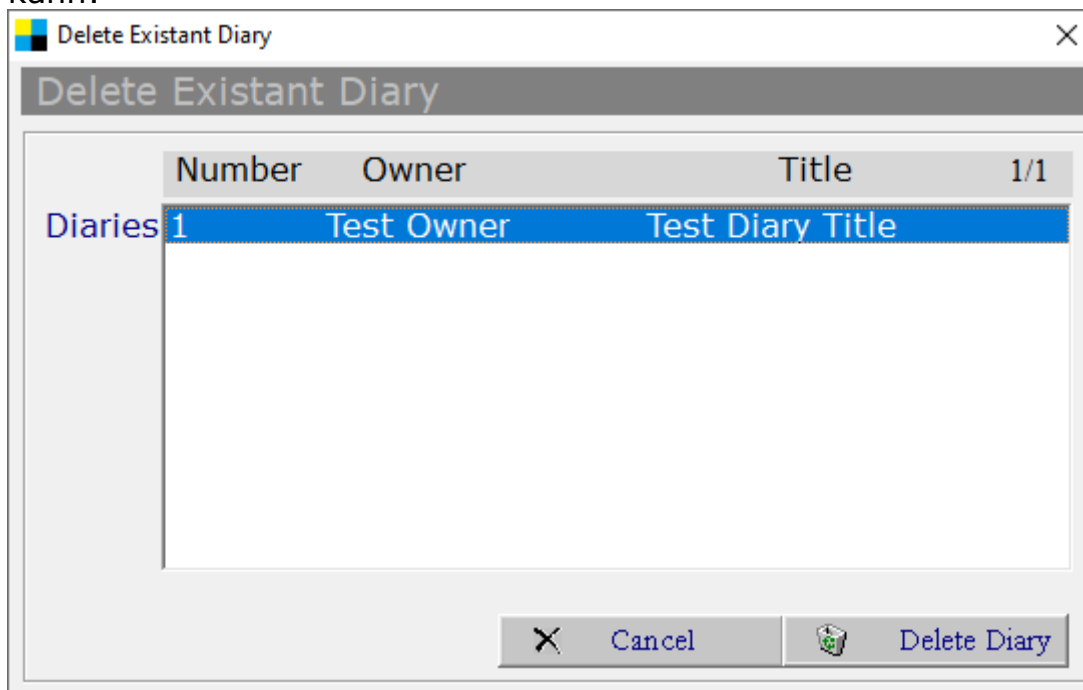 Delete Existant Diary
Delete Existant Diary
Number Owner Title 1/1
Diaries 1 Test Owner Test Diary Title
Cancel Delete Diary